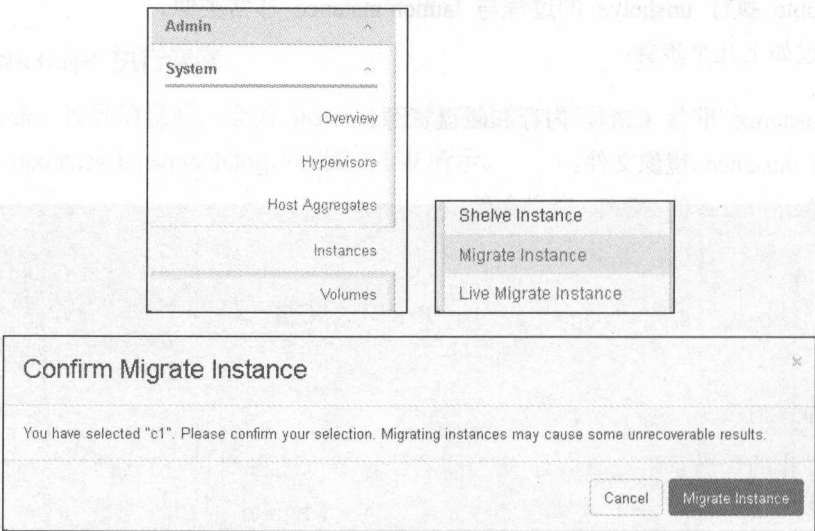 Admin
System
Overview
Hypervisors
Host Aggregates
Instances
Volumes
Shelve Instance
Migrate Instance
Live Migrate Instance
Confirm Migrate Instance
×
You have selected "c1". Please confirm your selection. Migrating instances may cause some unrecoverable results.
Cancel
Migrate Instance